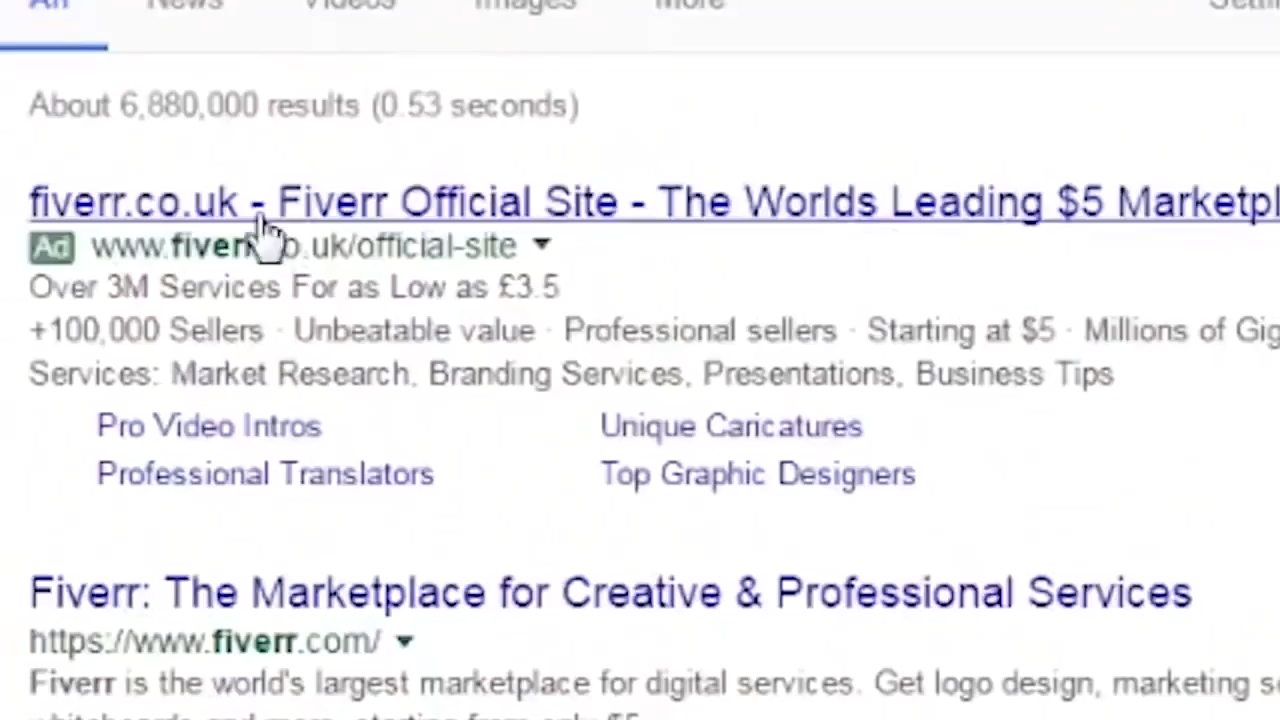 All News Videos Images More
About 6,880,000 results (0.53 seconds)
fiverr.co.uk - Fiverr Official Site - The Worlds Leading $5
Ad www.fiverr.co.uk/official-site
Over 3M Services For as Low as £3.5
+100,000 Sellers · Unbeatable value · Professional sellers · Starting at $5 · Millions of
Services: Market Research, Branding Services, Presentations, Business Tips
Pro Video Intros Unique Caricatures
Professional Translators Top Graphic Designers
Fiverr: The Marketplace for Creative & Professional Services
https://www.fiverr.com/
Fiverr is the world's largest marketplace for digital services. Get logo design, marketing